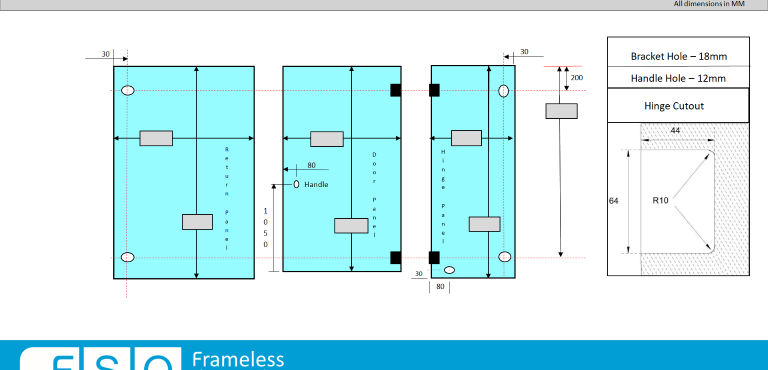 All dimensions in MM
30
30
200
Bracket Hole – 18mm
Handle Hole – 12mm
Hinge Cutout
44
64
R10
Return Panel
Door Panel
Hinge Panel
80
Handle
1050
30
80
ESO
Frameless